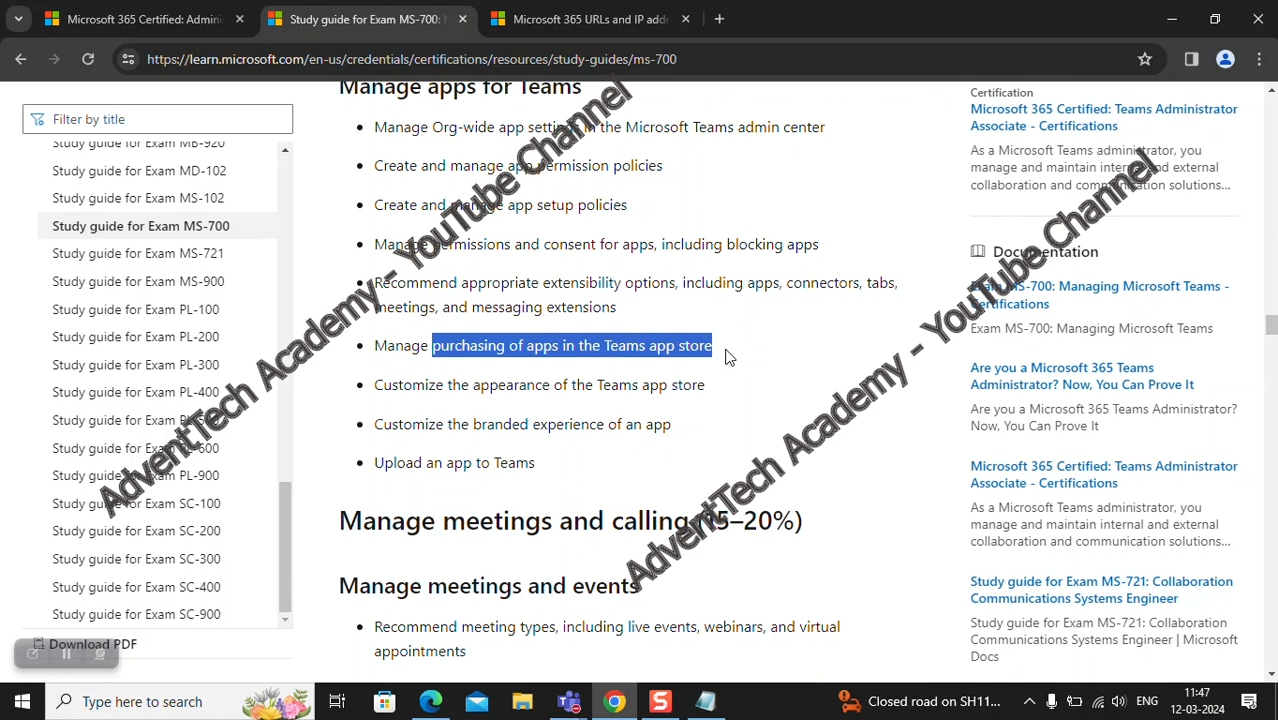 Microsoft 365 Certified: Admini
Study guide for Exam MS-700:
Microsoft 365 URLs and IP addr
https://learn.microsoft.com/en-us/credentials/certifications/resources/study-guides/ms-700
Filter by title
Study guide for Exam MB-920
Study guide for Exam MD-102
Study guide for Exam MS-102
Study guide for Exam MS-700
Study guide for Exam MS-721
Study guide for Exam MS-900
Study guide for Exam PL-100
Study guide for Exam PL-200
Study guide for Exam PL-300
Study guide for Exam PL-400
Study guide for Exam
Study guide for Exam PL-600
Study guide for Exam PL-900
Study guide for Exam SC-100
Study guide for Exam SC-200
Study guide for Exam SC-300
Study guide for Exam SC-400
Study guide for Exam SC-900
Download PDF
Manage apps for Teams
Manage Org-wide app settings in the Microsoft Teams admin center
Create and manage app permission policies
Create and manage app setup policies
Manage permissions and consent for apps, including blocking apps
Recommend appropriate extensibility options, including apps, connectors, tabs,
meetings, and messaging extensions
Manage purchasing of apps in the Teams app store
Customize the appearance of the Teams app store
Customize the branded experience of an app
Upload an app to Teams
Manage meetings and calling (15–20%)
Manage meetings and events
Recommend meeting types, including live events, webinars, and virtual
appointments
Certification
Microsoft 365 Certified: Teams Administrator
Associate - Certifications
As a Microsoft Teams administrator, you
manage and maintain internal and external
collaboration and communication solutions...
Documentation
Exam MS-700: Managing Microsoft Teams -
Certifications
Exam MS-700: Managing Microsoft Teams
Are you a Microsoft 365 Teams
Administrator? Now, You Can Prove It
Are you a Microsoft 365 Teams Administrator?
Now, You Can Prove It
Microsoft 365 Certified: Teams Administrator
Associate - Certifications
As a Microsoft Teams administrator, you
manage and maintain internal and external
collaboration and communication solutions...
Study guide for Exam MS-721: Collaboration
Communications Systems Engineer
Study guide for Exam MS-721: Collaboration
Communications Systems Engineer | Microsoft
Docs
AdventTech Academy - YouTube Channel
AdventTech Academy - YouTube Channel
Type here to search
Closed road on SH11...
ENG
11:47
12-03-2024